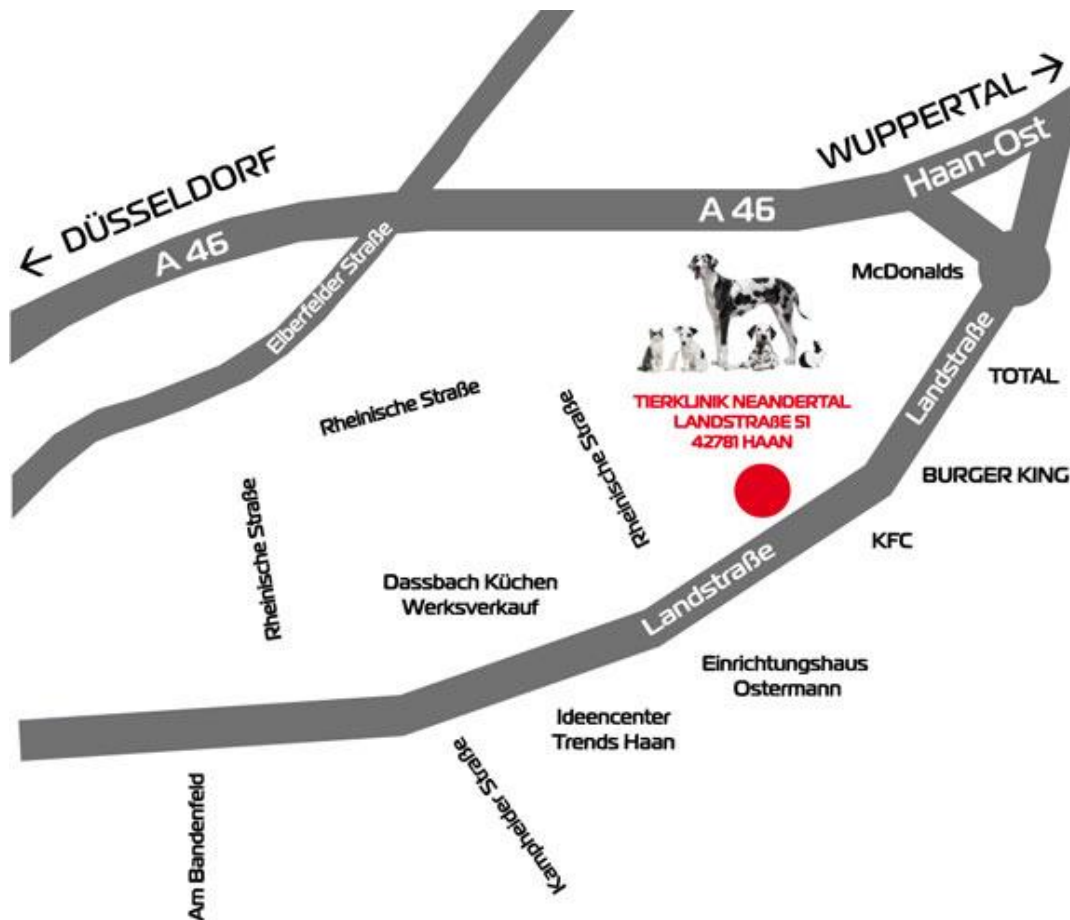 ← DÜSSELDORF
WUPPERTAL →
A 46
A 46
Haan-Ost
Elberfelder Straße
McDonalds
Landstraße
TOTAL
Rheinische Straße
Rheinische Straße
TIERKLINIK NEANDERTAL
LANDSTRAßE 51
42781 HAAN
BURGER KING
Rheinische Straße
KFC
Dassbach Küchen
Werksverkauf
Landstraße
Einrichtungshaus
Ostermann
Ideencenter
Trends Haan
Kampheider Straße
Am Bandenfeld